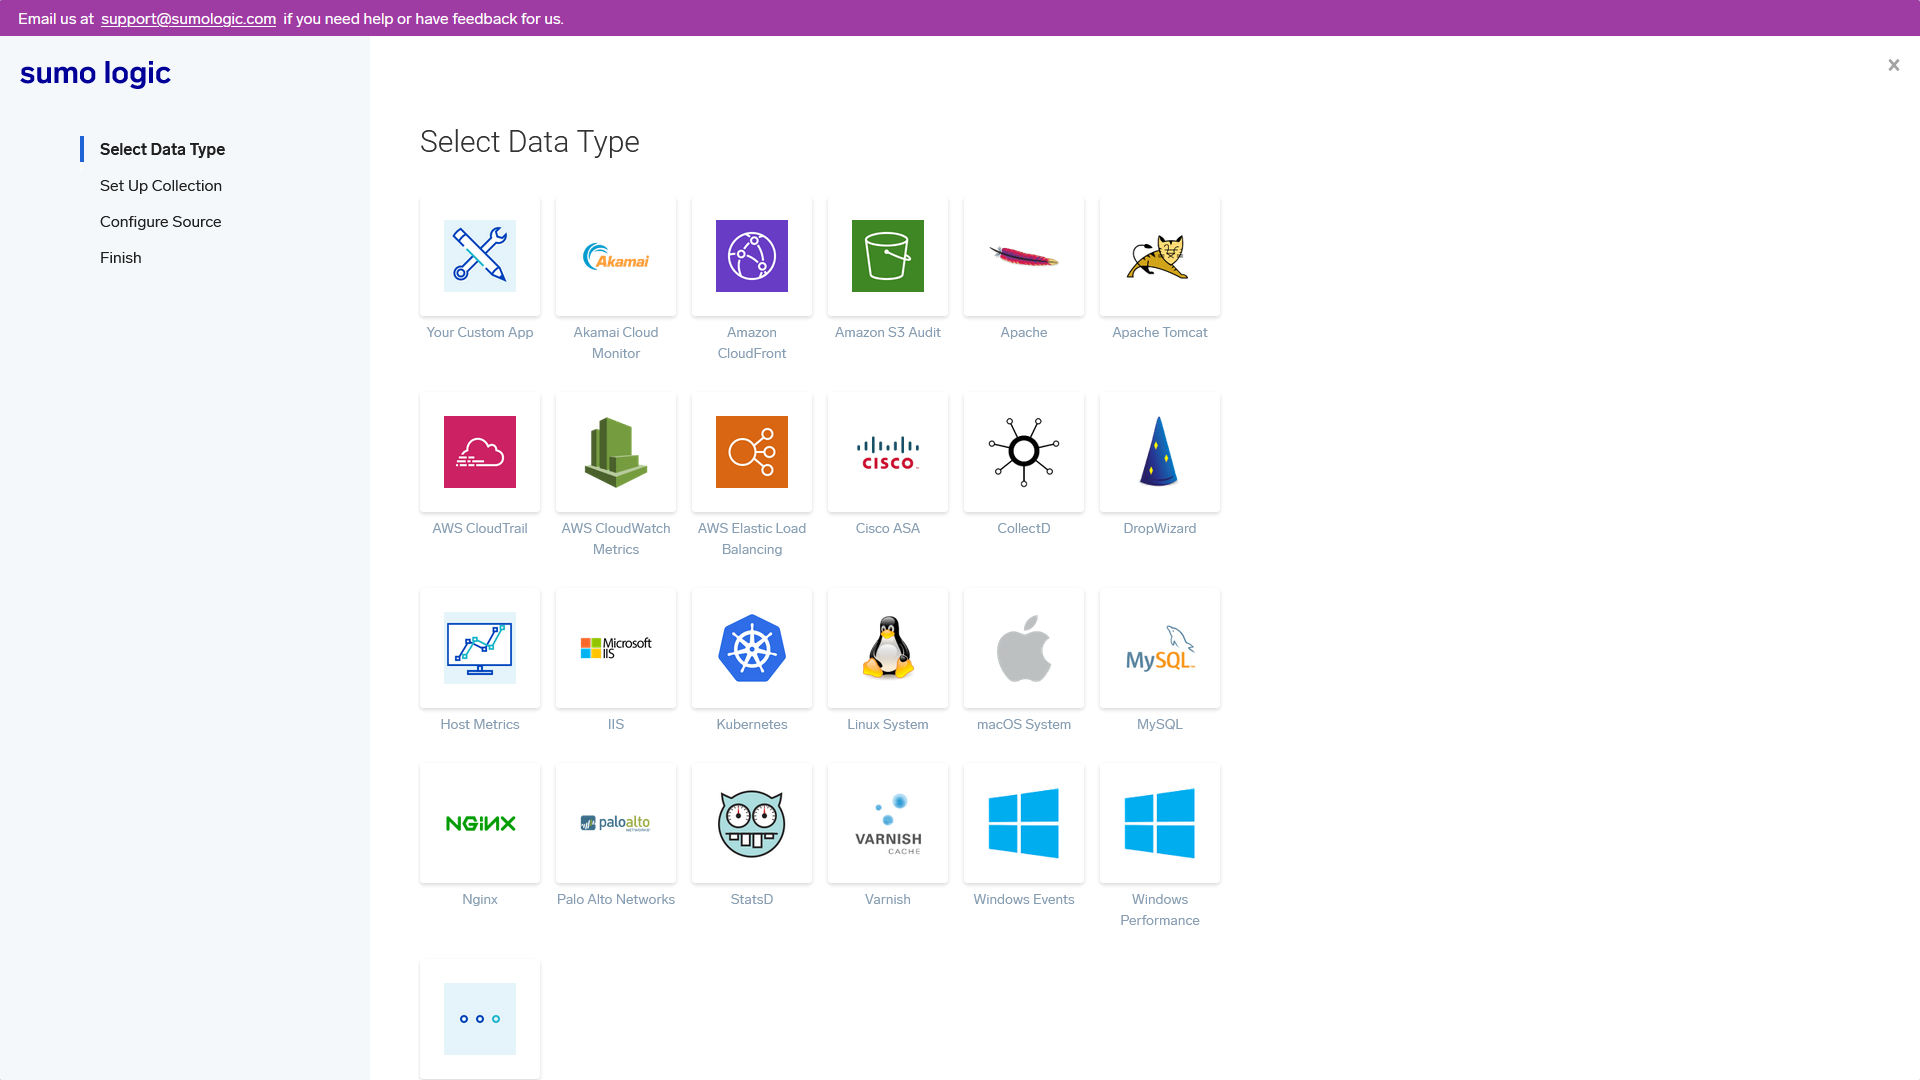 Email us at support@sumologic.com if you need help or have feedback for us.
sumo logic
Select Data Type
Set Up Collection
Configure Source
Finish
Select Data Type
Akamai
Your Custom App
Akamai Cloud
Monitor
Amazon
CloudFront
Amazon S3 Audit
Apache
Apache Tomcat
CISCO
AWS CloudTrail
AWS CloudWatch
Metrics
AWS Elastic Load
Balancing
Cisco ASA
CollectD
DropWizard
Microsoft
IIS
MySQL
Host Metrics
IIS
Kubernetes
Linux System
macOS System
MySQL
NGINX
paloalto
NETWORKS
VARNISH
CACHE
Nginx
Palo Alto Networks
StatsD
Varnish
Windows Events
Windows
Performance